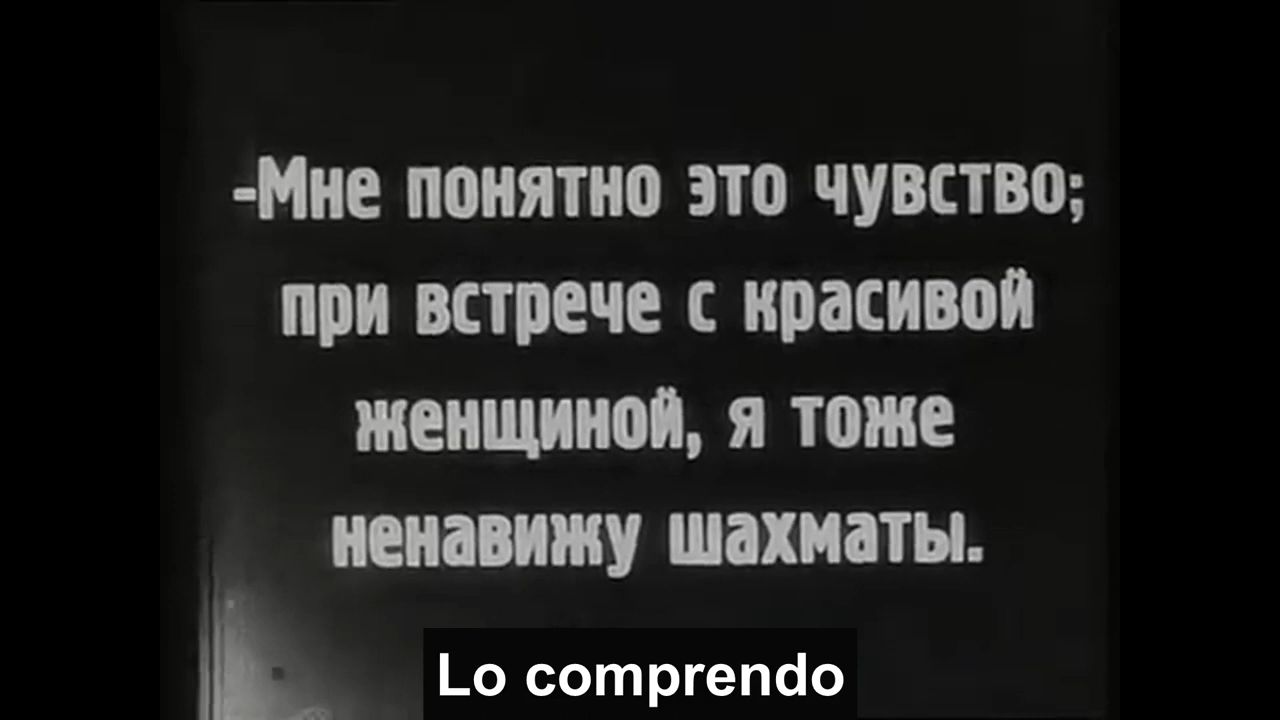 -Мне понятно это чувство;
при встрече с красивой
женщиной, я тоже
ненавижу шахматы.
Lo comprendo